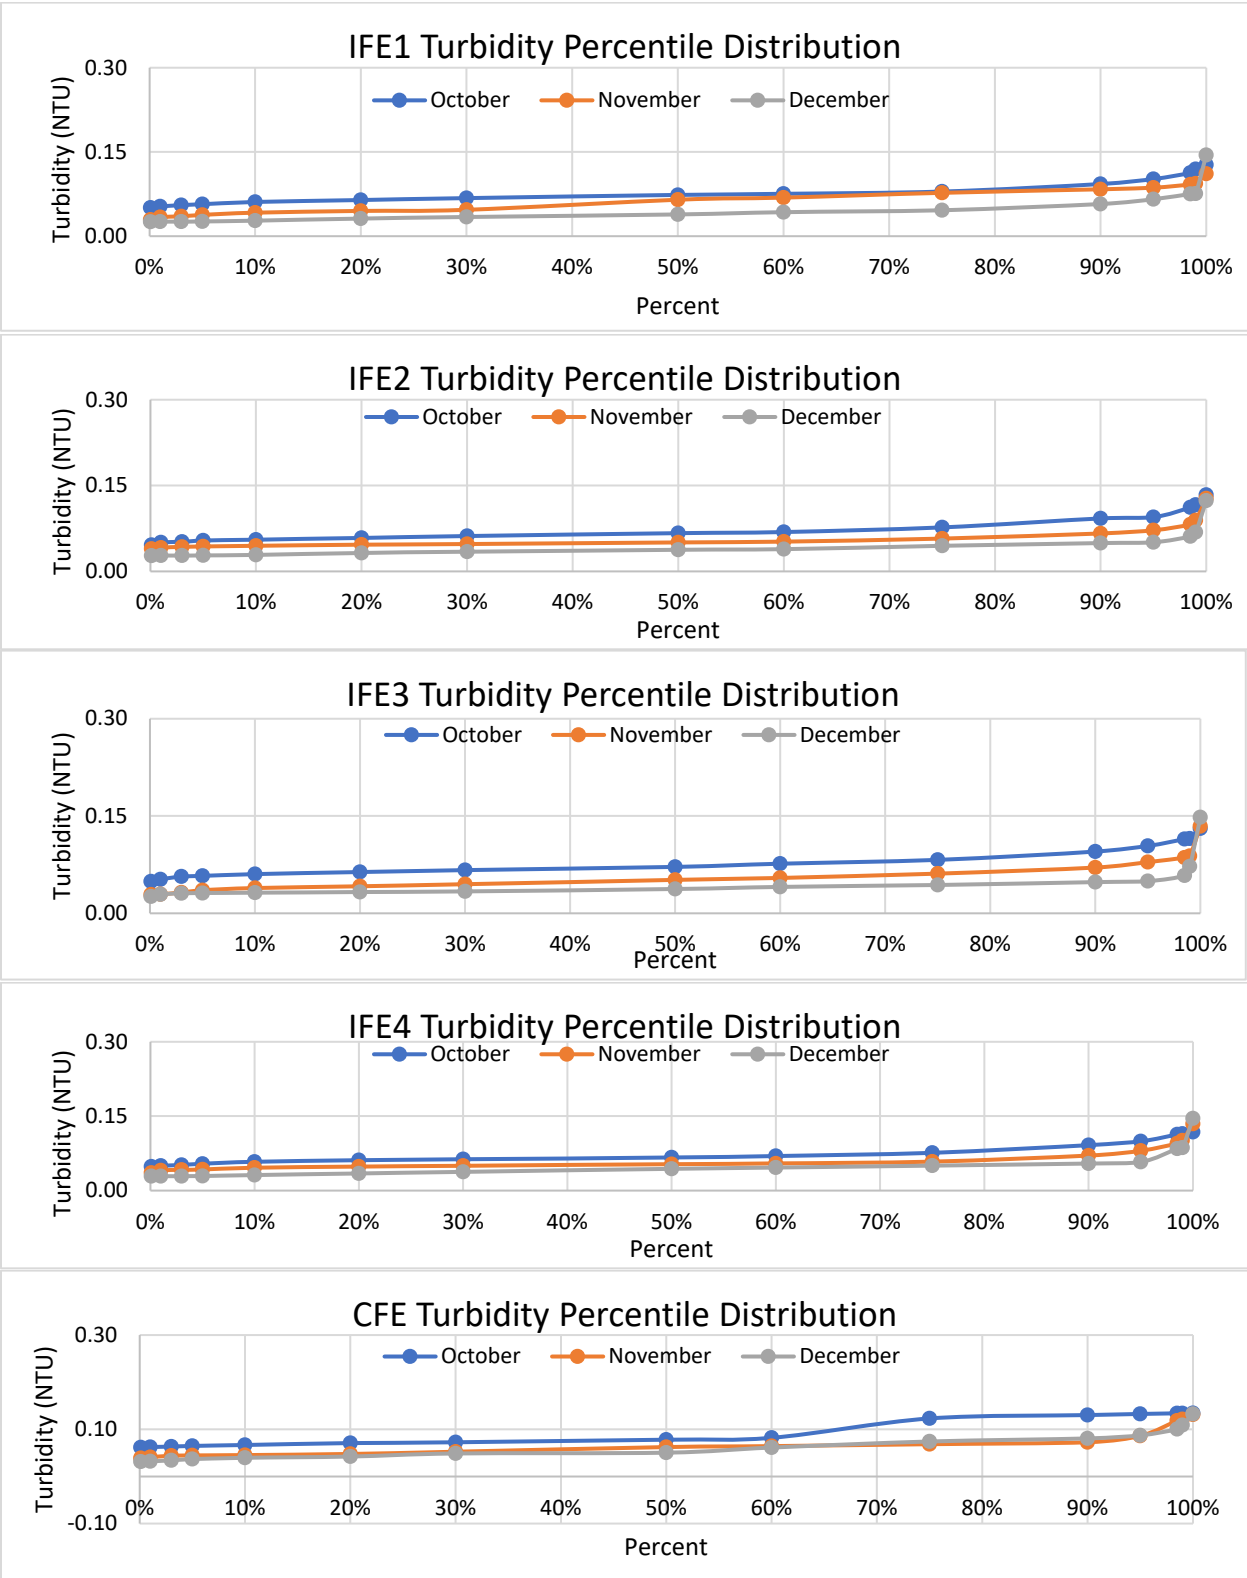 IFE1 Turbidity Percentile Distribution
0.30
October November December
Turbidity (NTU)
0.15
0.00
0% 10% 20% 30% 40% 50% 60% 70% 80% 90% 100%
Percent
IFE2 Turbidity Percentile Distribution
0.30
October November December
Turbidity (NTU)
0.15
0.00
0% 10% 20% 30% 40% 50% 60% 70% 80% 90% 100%
Percent
IFE3 Turbidity Percentile Distribution
0.30
October November December
Turbidity (NTU)
0.15
0.00
0% 10% 20% 30% 40% 50% 60% 70% 80% 90% 100%
Percent
IFE4 Turbidity Percentile Distribution
0.30
October November December
Turbidity (NTU)
0.15
0.00
0% 10% 20% 30% 40% 50% 60% 70% 80% 90% 100%
Percent
CFE Turbidity Percentile Distribution
0.30
October November December
Turbidity (NTU)
0.10
0% 10% 20% 30% 40% 50% 60% 70% 80% 90% 100%
-0.10
Percent